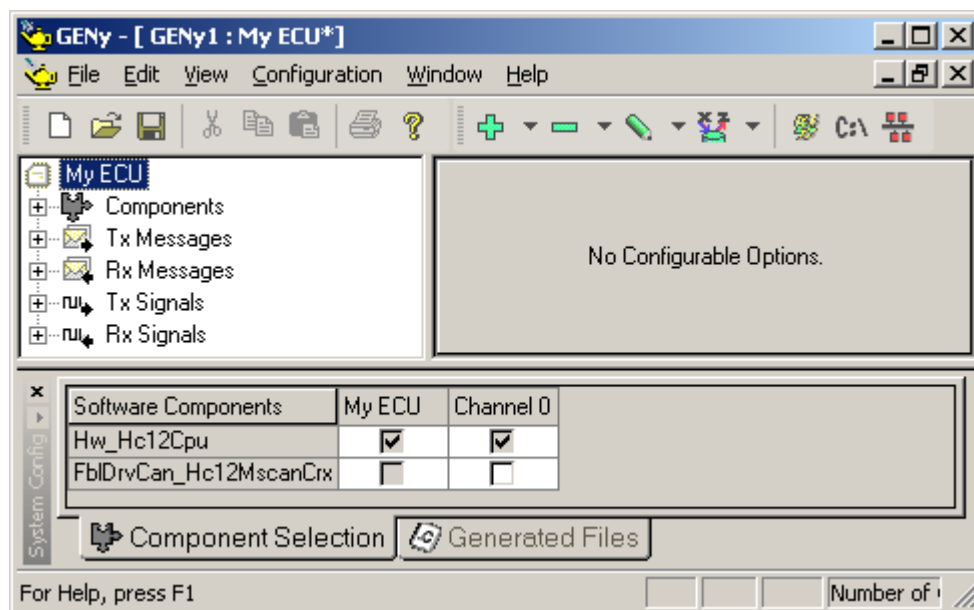 GENy - [ GENy1 : My ECU*]
File Edit View Configuration Window Help
C:\
My ECU
Components
Tx Messages
Rx Messages
Tx Signals
Rx Signals
No Configurable Options.
System Config
Software Components My ECU Channel 0
Hw_Hc12Cpu
FblDrvCan_Hc12MscanCrx
Component Selection Generated Files
For Help, press F1 Number of